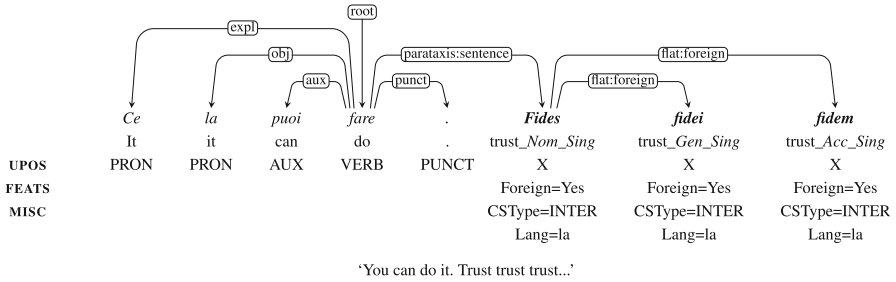 root
expl
obj
parataxis:sentence
flat:foreign
aux
punct
flat:foreign
Ce la puoi fare . Fides fidei fidem
It it can do . trust_Nom_Sing trust_Gen_Sing trust_Acc_Sing
UPOS PRON PRON AUX VERB PUNCT X X X
FEATS Foreign=Yes Foreign=Yes Foreign=Yes
MISC CSType=INTER CSType=INTER CSType=INTER
Lang=la Lang=la Lang=la
‘You can do it. Trust trust trust...’